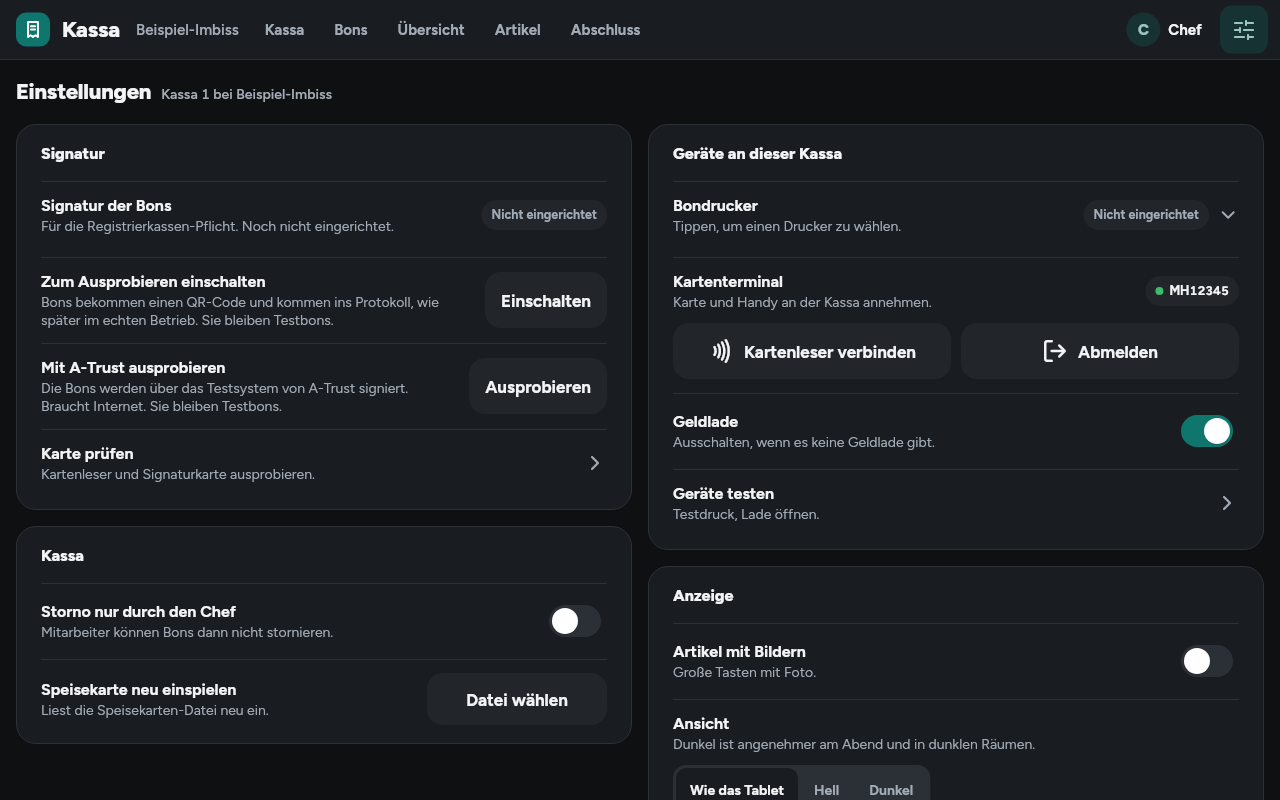 Kassa
Beispiel-Imbiss
Kassa
Bons
Übersicht
Artikel
Abschluss
C
Chef
Einstellungen
Kassa 1 bei Beispiel-Imbiss
Signatur
Signatur der Bons
Für die Registrierkassen-Pflicht. Noch nicht eingerichtet.
Nicht eingerichtet
Zum Ausprobieren einschalten
Bons bekommen einen QR-Code und kommen ins Protokoll, wie
später im echten Betrieb. Sie bleiben Testbons.
Einschalten
Mit A-Trust ausprobieren
Die Bons werden über das Testsystem von A-Trust signiert.
Braucht Internet. Sie bleiben Testbons.
Ausprobieren
Karte prüfen
Kartenleser und Signaturkarte ausprobieren.
Kassa
Storno nur durch den Chef
Mitarbeiter können Bons dann nicht stornieren.
Speisekarte neu einspielen
Liest die Speisekarten-Datei neu ein.
Datei wählen
Geräte an dieser Kassa
Bondrucker
Tippen, um einen Drucker zu wählen.
Nicht eingerichtet
Kartenterminal
Karte und Handy an der Kassa annehmen.
MH12345
Kartenleser verbinden
Abmelden
Geldlade
Ausschalten, wenn es keine Geldlade gibt.
Geräte testen
Testdruck, Lade öffnen.
Anzeige
Artikel mit Bildern
Große Tasten mit Foto.
Ansicht
Dunkel ist angenehmer am Abend und in dunklen Räumen.
Wie das Tablet
Hell
Dunkel